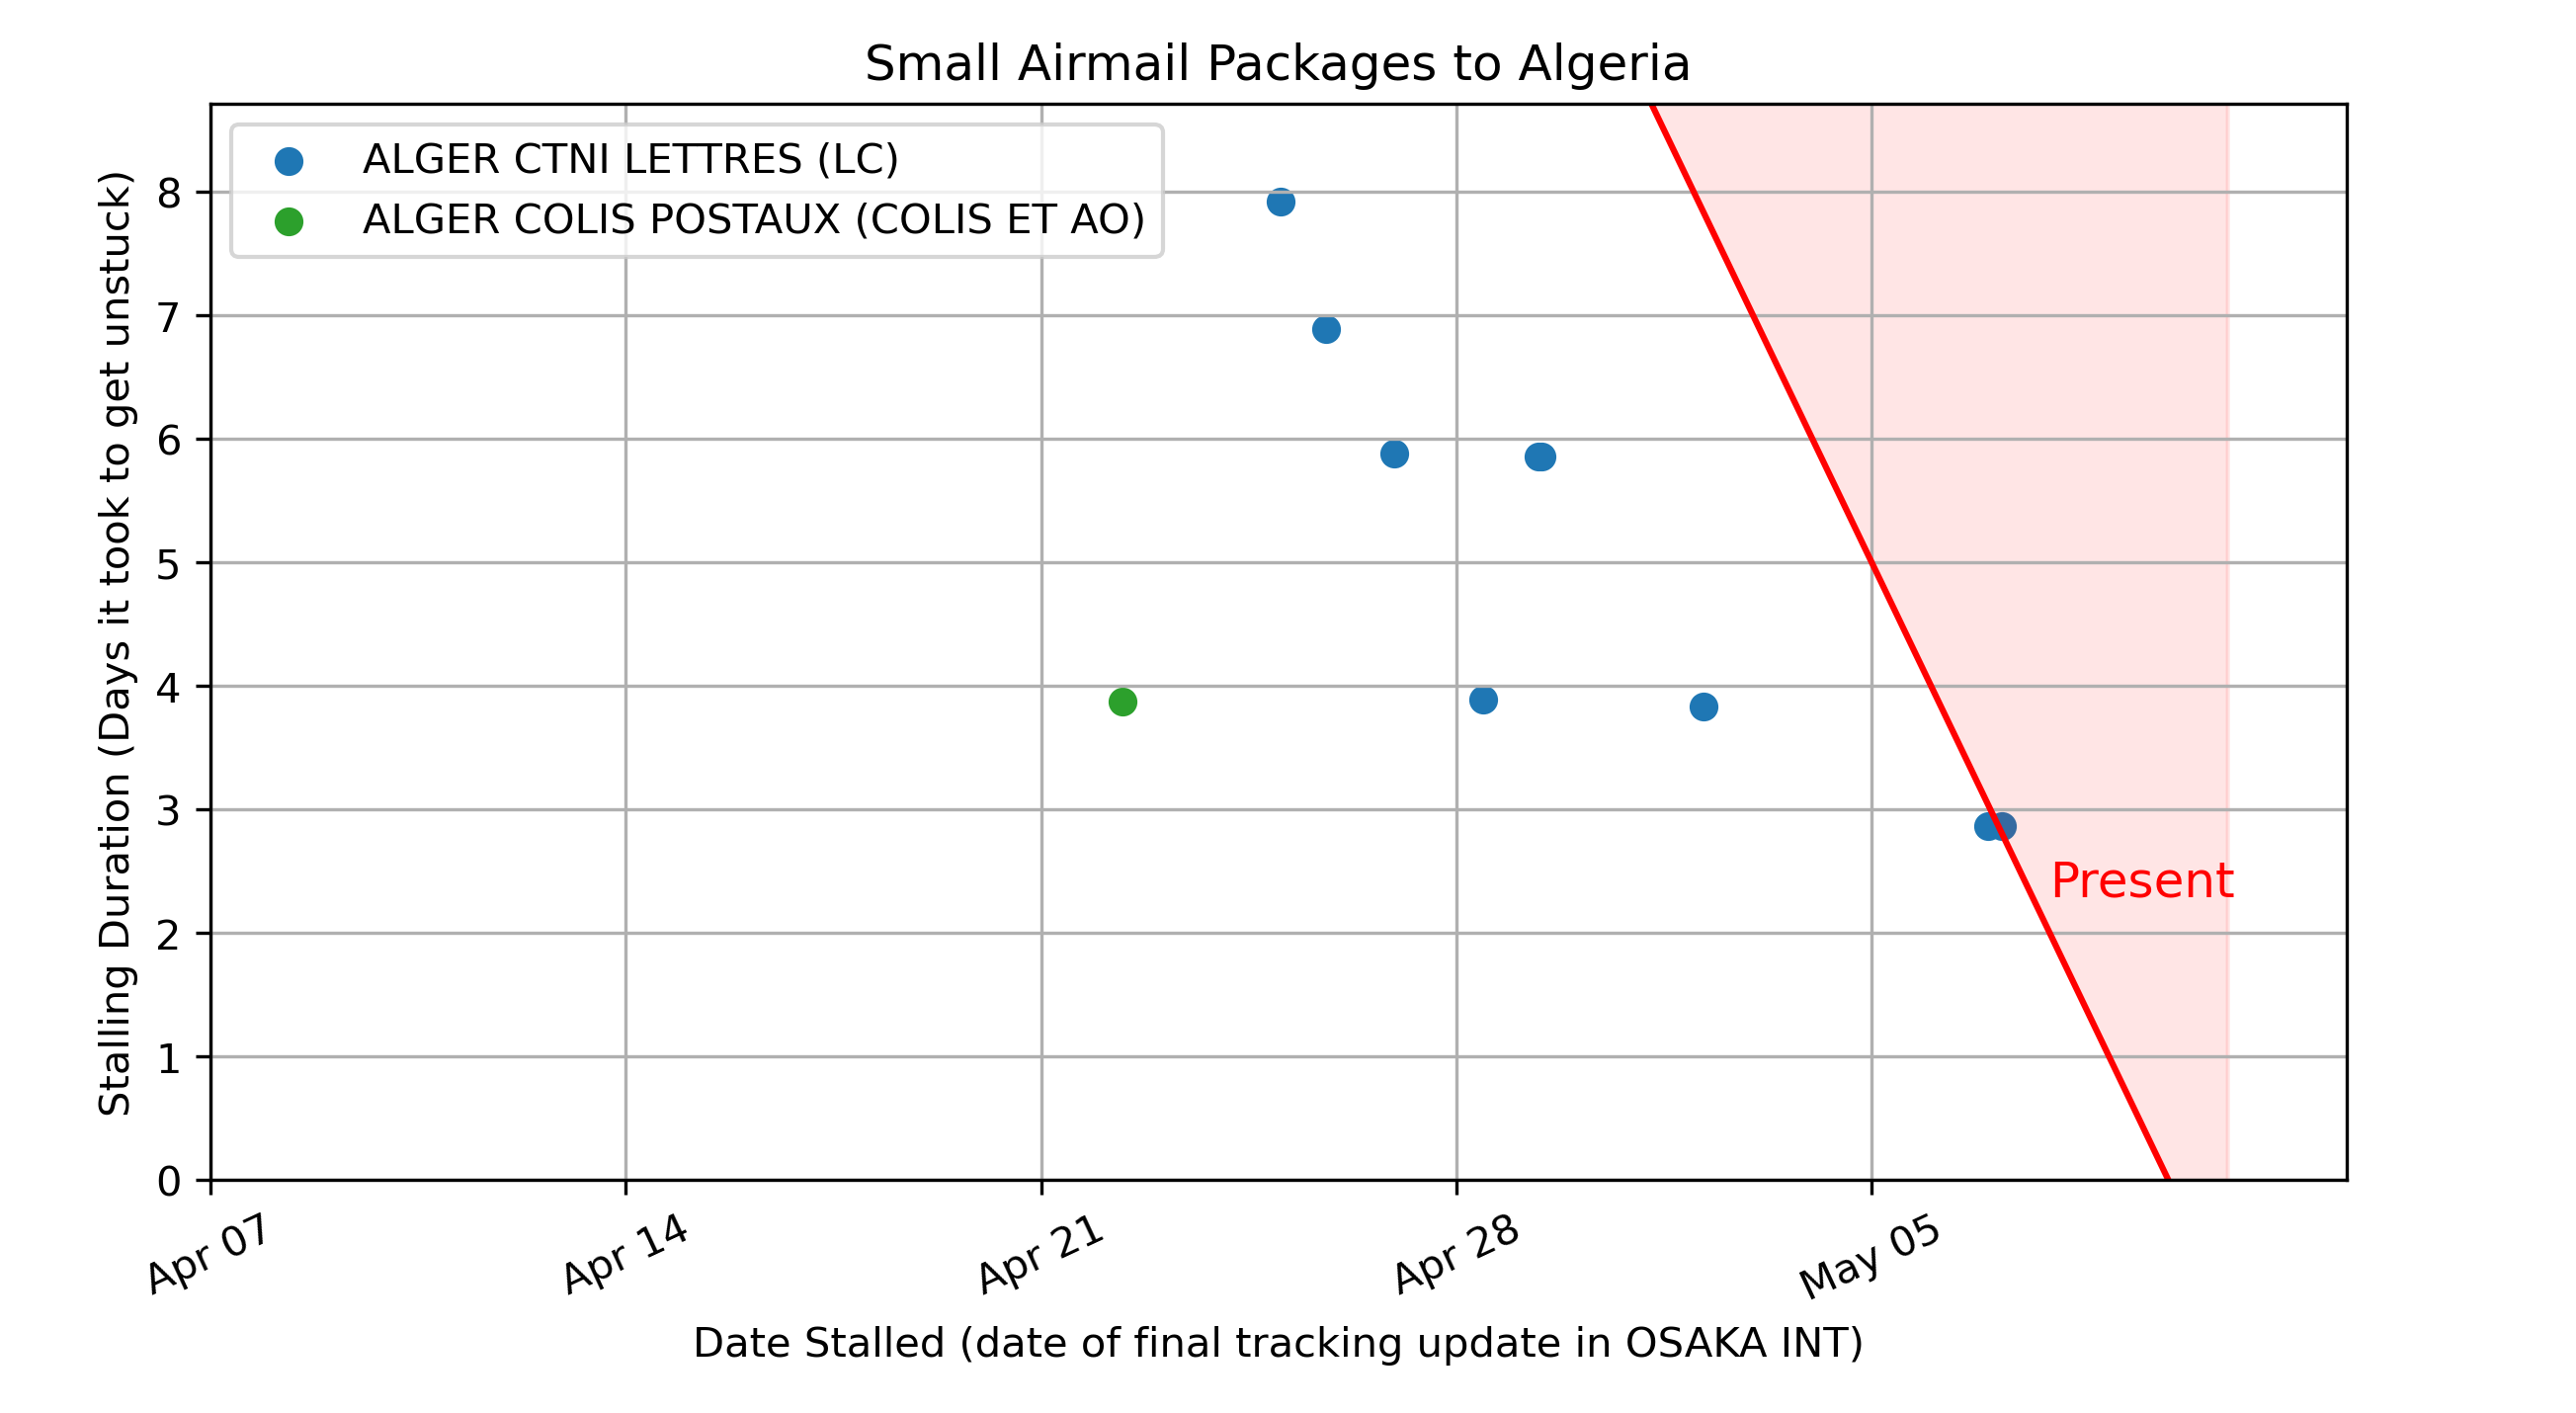 Small Airmail Packages to Algeria
ALGER CTNI LETTRES (LC)
ALGER COLIS POSTAUX (COLIS ET AO)
Stalling Duration (Days it took to get unstuck)
8
7
6
5
4
3
2
1
0
Present
Apr 07
Apr 14
Apr 21
Apr 28
May 05
Date Stalled (date of final tracking update in OSAKA INT)